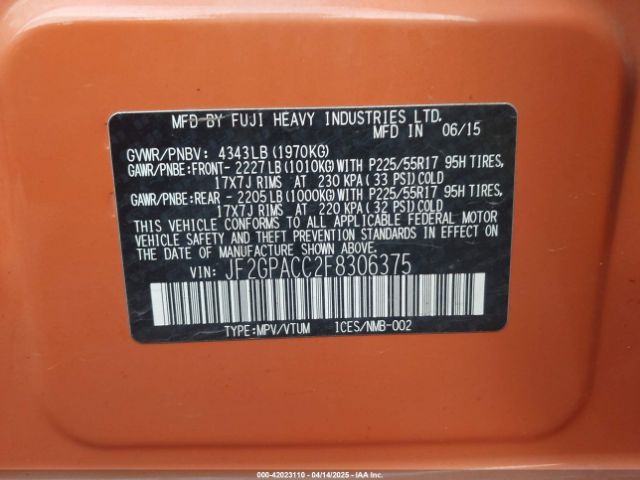 MFD BY FUJI HEAVY INDUSTRIES LTD.
MFD IN 06/15
GVWR/PNBV: 4343LB (1970KG)
GAWR/PNBE:FRONT- 2227LB (1010KG) WITH P225/55R17 95H TIRES,
17X7J RIMS AT 230 KPA (33 PSI) COLD
GAWR/PNBE:REAR - 2205LB (1000KG) WITH P225/55R17 95H TIRES,
17X7J RIMS AT 220 KPA (32 PSI) COLD
THIS VEHICLE CONFORMS TO ALL APPLICABLE FEDERAL MOTOR
VEHICLE SAFETY AND THEFT PREVENTION STANDARDS IN EFFECT ON
THE DATE OF MANUFACTURE SHOWN ABOVE.
VIN: JF2GPACC2F8306375
TYPE:MPV/VTUM 1CES/NMB-002
000-42023110 - 04/14/2025 - IAAI.COM